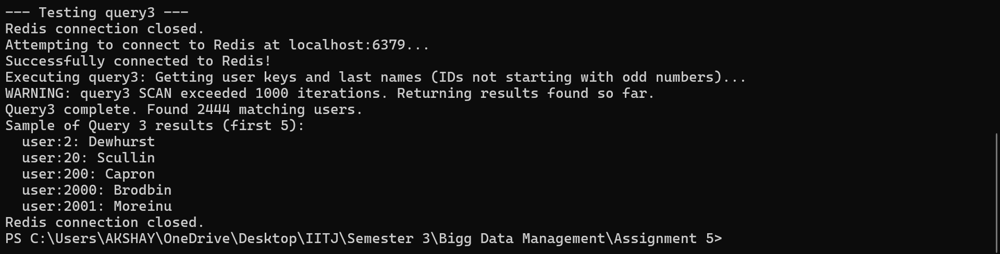 --- Testing query3 ---
Redis connection closed.
Attempting to connect to Redis at localhost:6379...
Successfully connected to Redis!
Executing query3: Getting user keys and last names (IDs not starting with odd numbers)...
WARNING: query3 SCAN exceeded 1000 iterations. Returning results found so far.
Query3 complete. Found 2444 matching users.
Sample of Query 3 results (first 5):
  user:2: Dewhurst
  user:20: Scullin
  user:200: Capron
  user:2000: Brodbin
  user:2001: Moreinu
Redis connection closed.
PS C:\Users\AKSHAY\OneDrive\Desktop\IITJ\Semester 3\Bigg Data Management\Assignment 5>